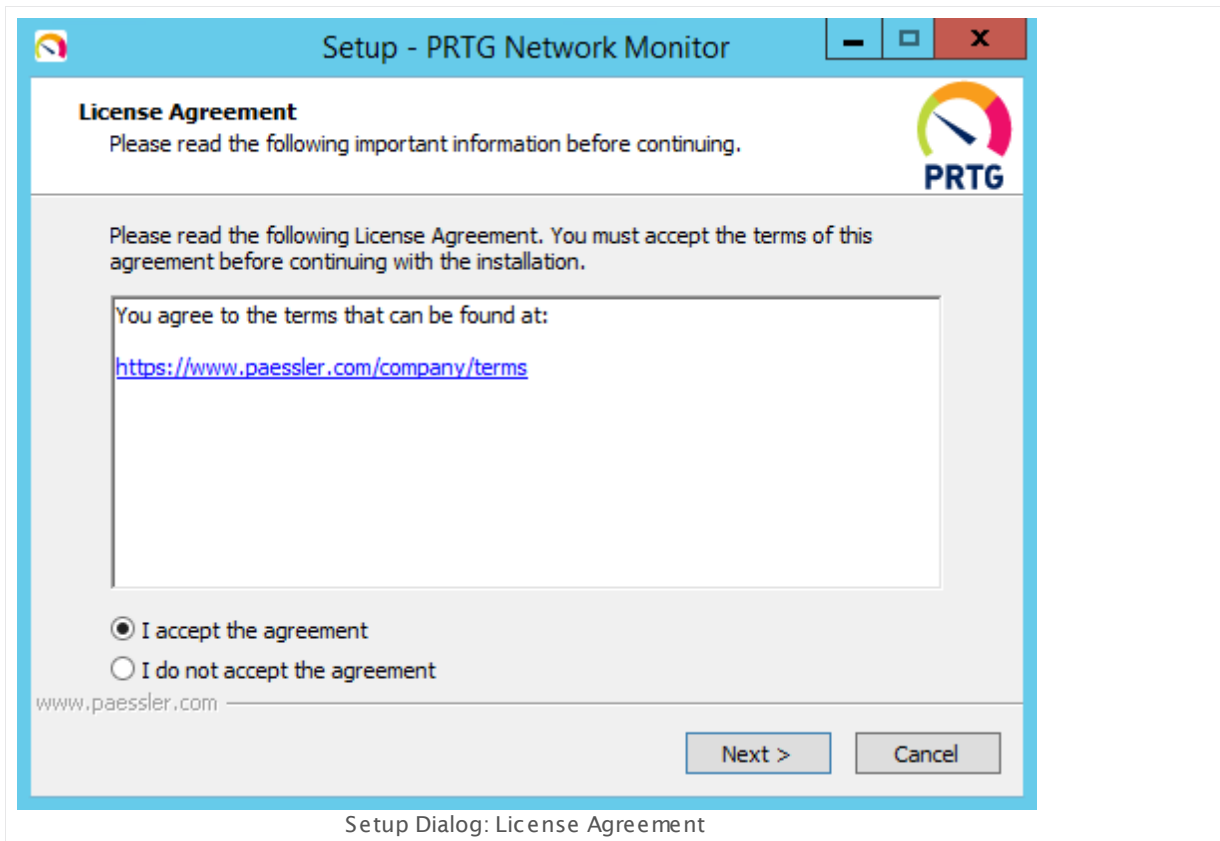 Setup - PRTG Network Monitor
License Agreement
Please read the following important information before continuing.
PRTG
Please read the following License Agreement. You must accept the terms of this
agreement before continuing with the installation.
You agree to the terms that can be found at:
https://www.paessler.com/company/terms
I accept the agreement
I do not accept the agreement
www.paessler.com
Next >
Cancel
Setup Dialog: License Agreement